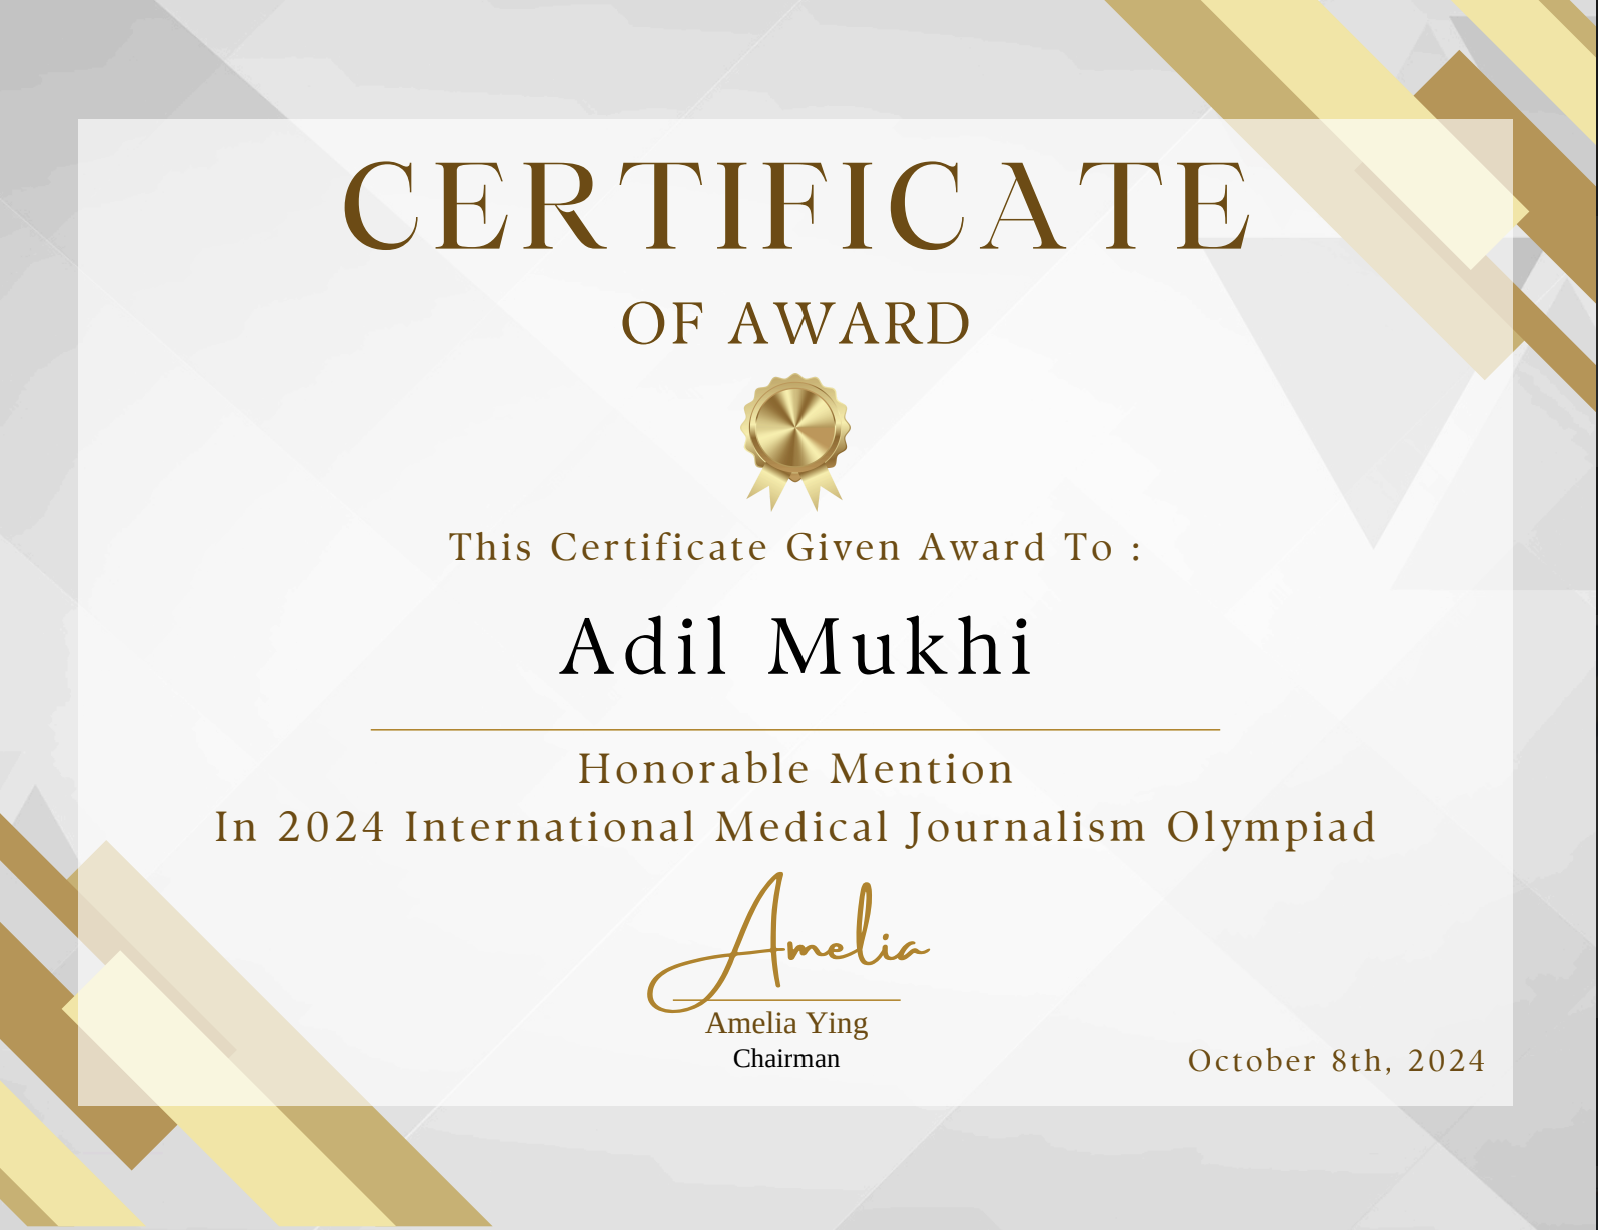 CERTIFICATE
OF AWARD
This Certificate Given Award To :
Adil Mukhi
Honorable Mention
In 2024 International Medical Journalism Olympiad
Amelia
Amelia Ying
Chairman
October 8th, 2024